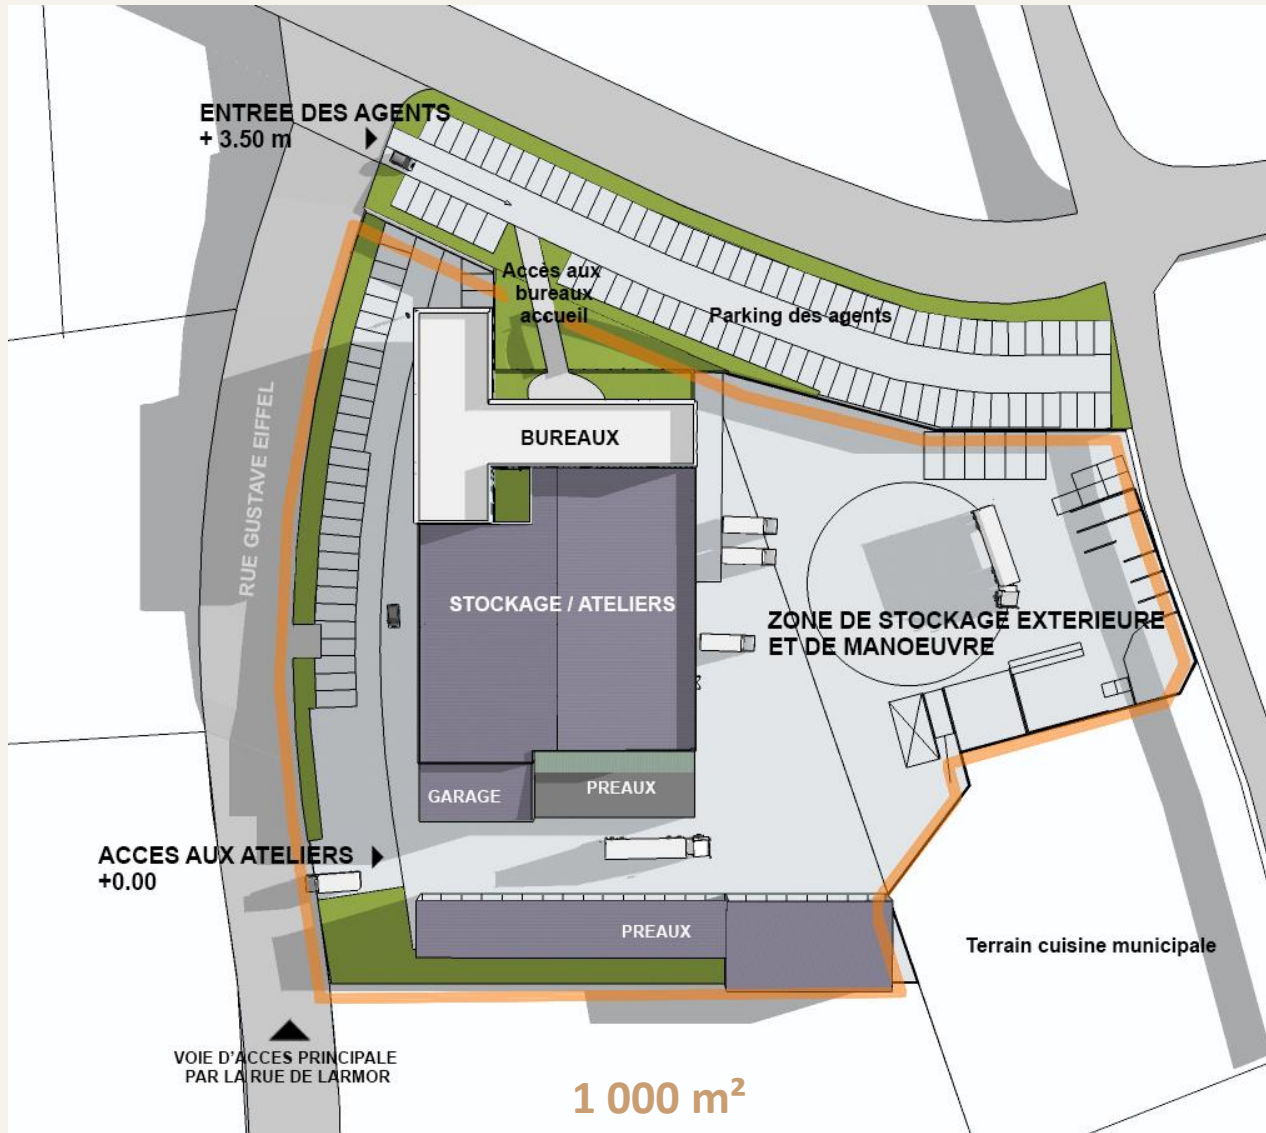 ENTREE DES AGENTS
+ 3.50 m
Accès aux
bureaux
accueil
Parking des agents
RUE GUSTAVE EIFFEL
BUREAUX
STOCKAGE / ATELIERS
ZONE DE STOCKAGE EXTERIEURE
ET DE MANOEUVRE
GARAGE
PREAUX
ACCES AUX ATELIERS
+0.00
PREAUX
Terrain cuisine municipale
VOIE D'ACCES PRINCIPALE
PAR LA RUE DE LARMOR
1 000 m²